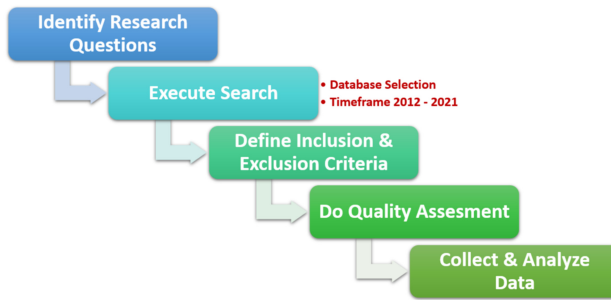 Identify Research
Questions
Execute Search
• Database Selection
• Timeframe 2012 - 2021
Define Inclusion &
Exclusion Criteria
Do Quality Assesment
Collect & Analyze
Data